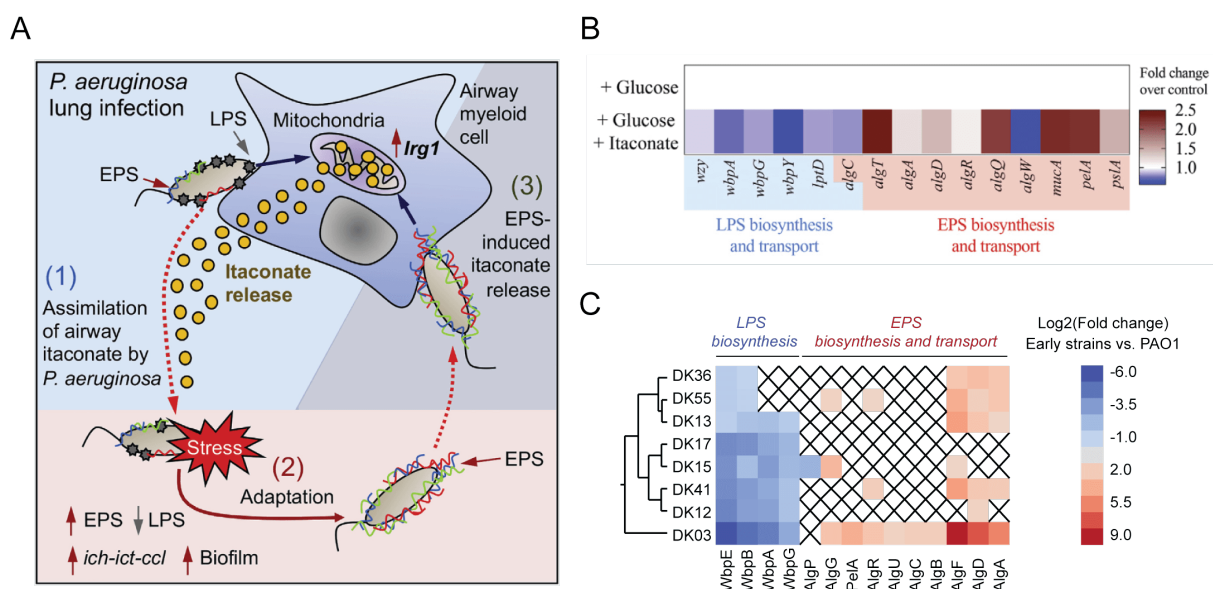 A
P. aeruginosa
lung infection
LPS
EPS
Mitochondria
Irg1
Airway
myeloid
cell
(3)
EPS-
induced
itaconate
release
Itaconate
release
(1)
Assimilation
of airway
itaconate by
P. aeruginosa
Stress
(2)
Adaptation
EPS
EPS LPS
ich-ict-ccl Biofilm
B
+ Glucose
+ Glucose
+ Itaconate
wzy
wbpA
wbpG
wbpY
lptD
algC
algT
algA
algD
algR
algQ
algW
mucA
pelA
pslA
LPS biosynthesis
and transport
EPS biosynthesis
and transport
Fold change
over control
2.5
2.0
1.5
1.0
C
LPS
biosynthesis
EPS
biosynthesis and transport
DK36
DK55
DK13
DK17
DK15
DK41
DK12
DK03
WbpE
WbpB
WbpA
WbpG
AlgP
AlgG
PelA
AlgR
AlgU
AlgC
AlgB
AlgF
AlgD
AlgA
Log2(Fold change)
Early strains vs. PAO1
-6.0
-3.5
-1.0
2.0
5.5
9.0